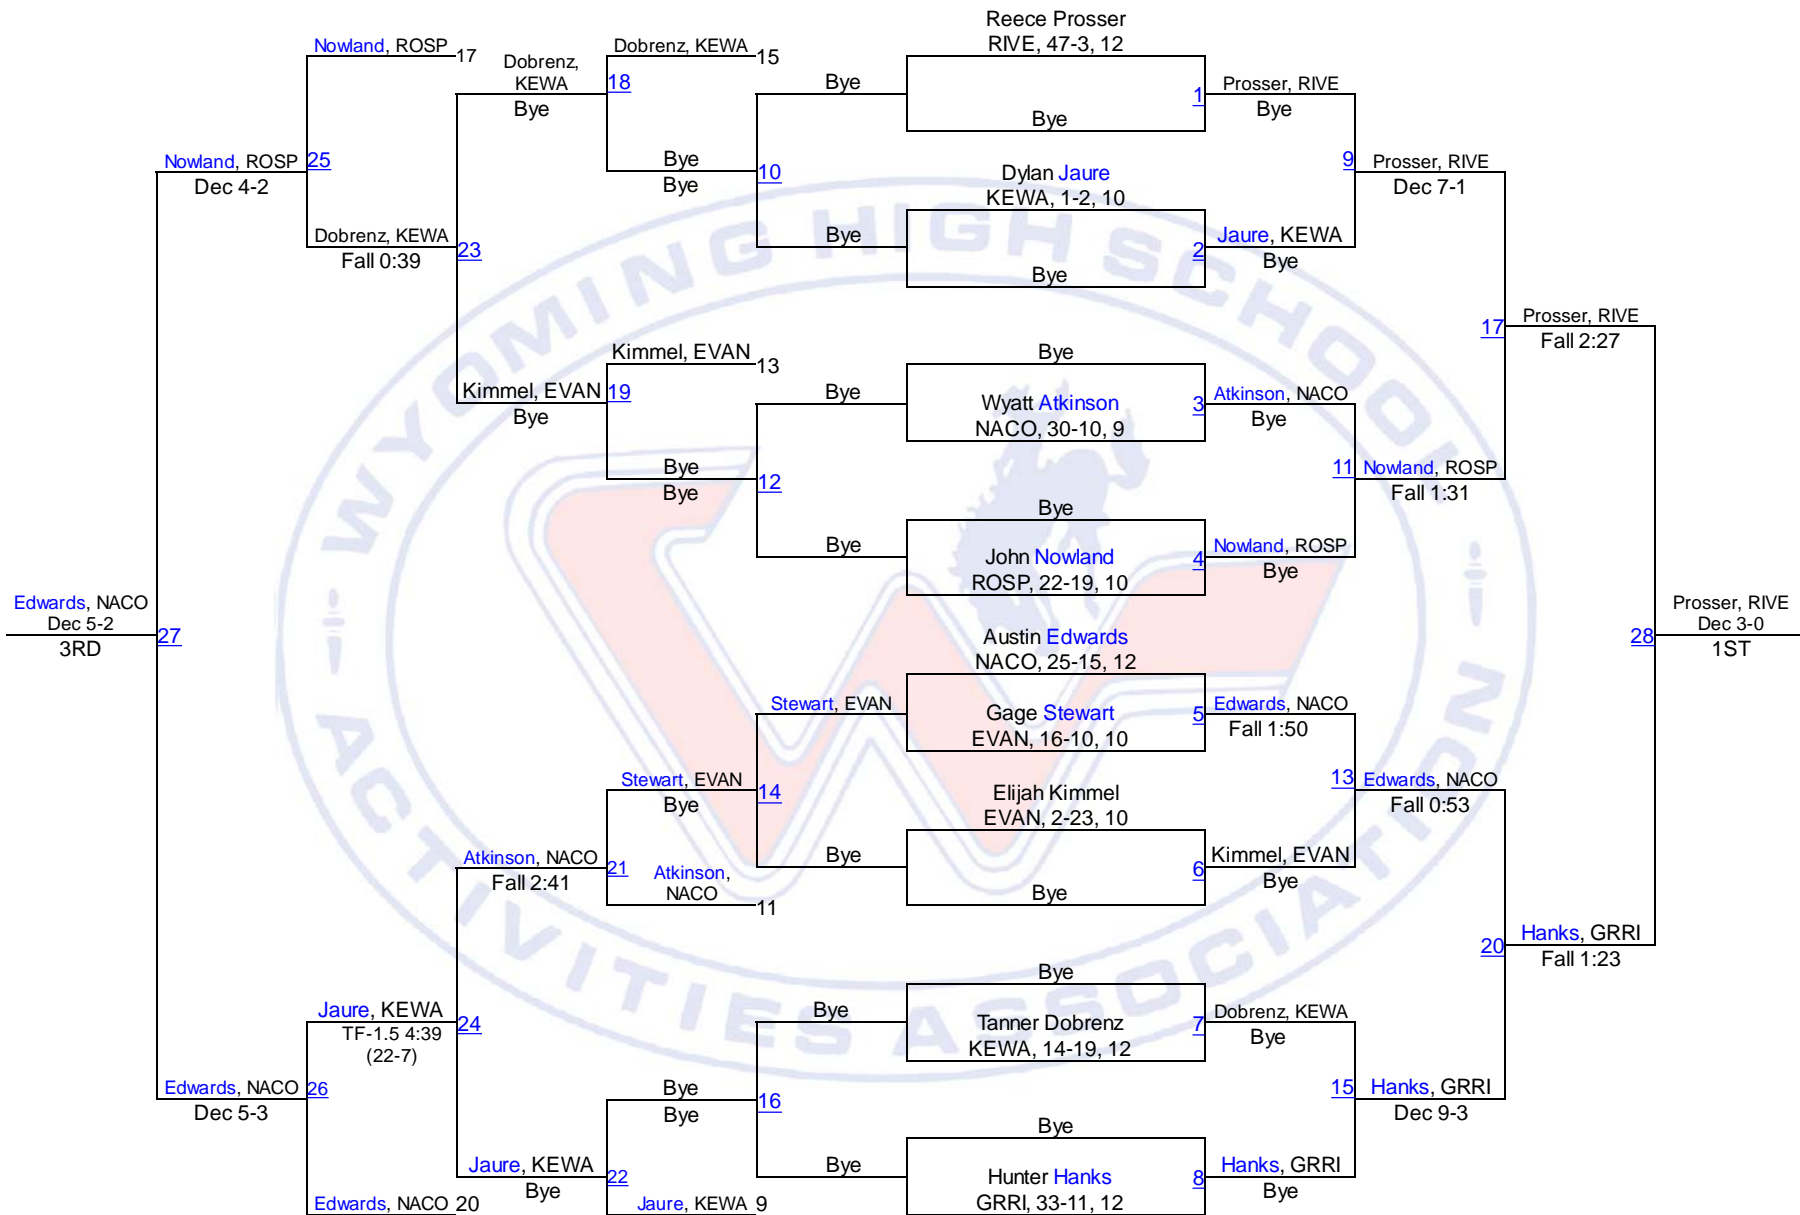 Reece Prosser
RIVE, 47-3, 12
Nowland, ROSP
17
Dobrenz, KEWA
15
Dobrenz,
KEWA
18
Bye
Bye
1
Prosser, RIVE
Bye
Bye
Nowland, ROSP
25
Dec 4-2
Bye
Bye
10
Dylan Jaure
KEWA, 1-2, 10
9
Prosser, RIVE
Dec 7-1
Dobrenz, KEWA
Fall 0:39
23
Bye
2
Jaure, KEWA
Bye
Bye
17
Prosser, RIVE
Fall 2:27
Kimmel, EVAN
13
Bye
Kimmel, EVAN
19
Bye
Bye
Wyatt Atkinson
NACO, 30-10, 9
3
Atkinson, NACO
Bye
Bye
Bye
12
11
Nowland, ROSP
Fall 1:31
Bye
Bye
John Nowland
ROSP, 22-19, 10
4
Nowland, ROSP
Bye
Edwards, NACO
Dec 5-2
3RD
27
Austin Edwards
NACO, 25-15, 12
28
Prosser, RIVE
Dec 3-0
1ST
Stewart, EVAN
Gage Stewart
EVAN, 16-10, 10
5
Edwards, NACO
Fall 1:50
Stewart, EVAN
Bye
14
Elijah Kimmel
EVAN, 2-23, 10
13
Edwards, NACO
Fall 0:53
Atkinson, NACO
Fall 2:41
21
Atkinson,
NACO
11
Bye
6
Kimmel, EVAN
Bye
Bye
20
Hanks, GRRI
Fall 1:23
Bye
Jaure, KEWA
TF-1.5 4:39
(22-7)
24
Bye
Tanner Dobrenz
KEWA, 14-19, 12
7
Dobrenz, KEWA
Bye
Edwards, NACO
Dec 5-3
26
Bye
Bye
16
15
Hanks, GRRI
Dec 9-3
Bye
Jaure, KEWA
Bye
22
Bye
Hunter Hanks
GRRI, 33-11, 12
8
Hanks, GRRI
Bye
Edwards, NACO
20
Jaure, KEWA
9
WYOMING HIGH SCHOOL
ACTIVITIES ASSOCIATION